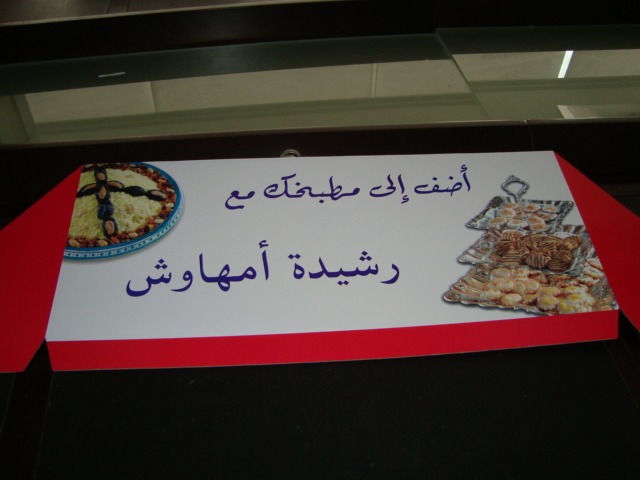 أضف إلى مطبخك مع
رشيدة أمهاوش